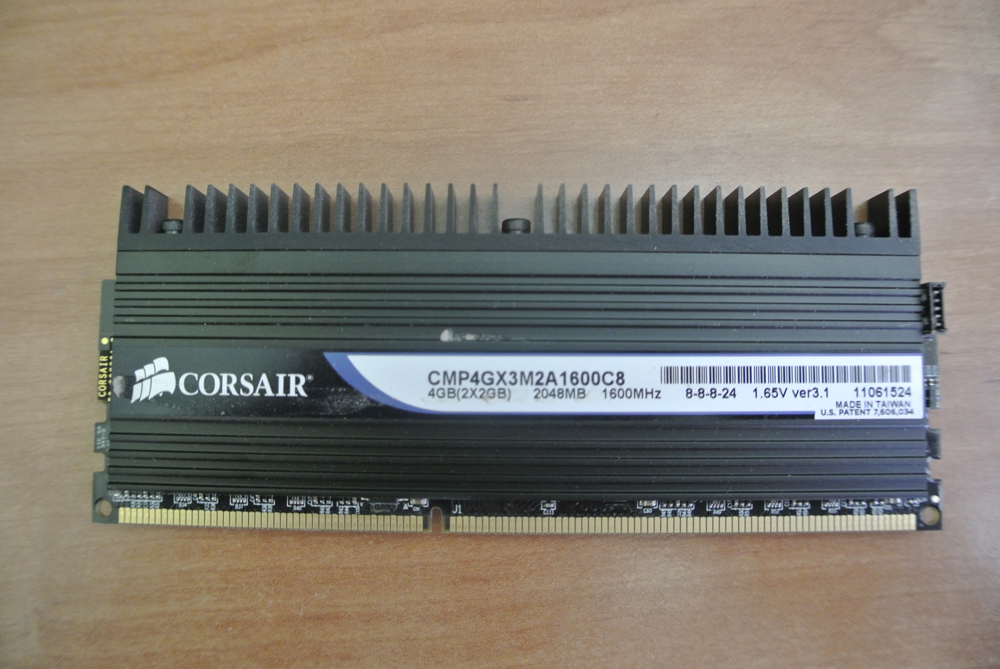 CORSAIR
CORSAIR
CMP4GX3M2A1600C8
4GB(2X2GB) 2048MB 1600MHz 8-8-8-24 1.65V ver3.1 11061524
MADE IN TAIWAN
U.S. PATENT 7,606,034
J1